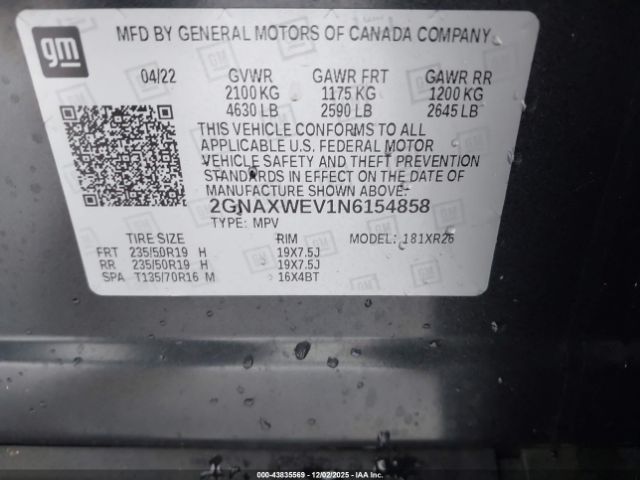 gm
MFD BY GENERAL MOTORS OF CANADA COMPANY
04/22 GVWR GAWR FRT GAWR RR
2100 KG 1175 KG 1200 KG
4630 LB 2590 LB 2645 LB
THIS VEHICLE CONFORMS TO ALL
APPLICABLE U.S. FEDERAL MOTOR
VEHICLE SAFETY AND THEFT PREVENTION
STANDARDS IN EFFECT ON THE DATE OF
MANUFACTURE SHOWN ABOVE.
2GNAXWEV1N6154858
TYPE: MPV
TIRE SIZE RIM MODEL: 181XR26
FRT 235/50R19 H 19X7.5J
RR 235/50R19 H 19X7.5J
SPA T135/70R16 M 16X4BT
000-43835569 - 12/02/2025 - IAA Inc.